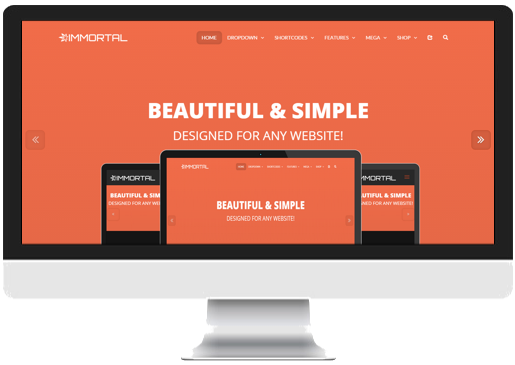 IMMORTAL
HOME DROPDOWN SHORTCODES FEATURES MEGA SHOP
BEAUTIFUL & SIMPLE
DESIGNED FOR ANY WEBSITE!
IMMORTAL
BEAUTIFUL & SIMPLE
DESIGNED FOR ANY WEBSITE!
IMMORTAL
BEAUTIFUL & SIMPLE
DESIGNED FOR ANY WEBSITE!
MMORTAL
BEAUTIFUL & SIMPLE
DESIGNED FOR ANY WEBSITE!